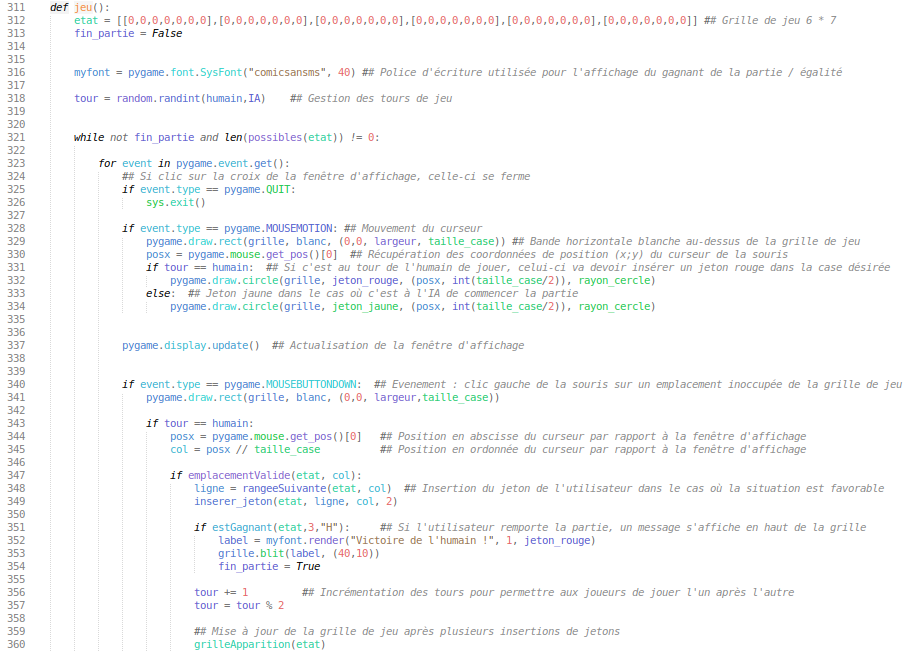 311 def jeu():
312 etat = [[0,0,0,0,0,0,0],[0,0,0,0,0,0,0],[0,0,0,0,0,0,0],[0,0,0,0,0,0,0],[0,0,0,0,0,0,0],[0,0,0,0,0,0,0]] ## Grille de jeu 6 * 7
313 fin_partie = False
314
315
316 myfont = pygame.font.SysFont("comicsansms", 40) ## Police d'écriture utilisée pour l'affichage du gagnant de la partie / égalité
317
318 tour = random.randint(humain,IA)    ## Gestion des tours de jeu
319
320
321 while not fin_partie and len(possibles(etat)) != 0:
322
323 for event in pygame.event.get():
324 ## Si clic sur la croix de la fenêtre d'affichage, celle-ci se ferme
325 if event.type == pygame.QUIT:
326 sys.exit()
327
328 if event.type == pygame.MOUSEMOTION: ## Mouvement du curseur
329 pygame.draw.rect(grille, blanc, (0,0, largeur, taille_case)) ## Bande horizontale blanche au-dessus de la grille de jeu
330 posx = pygame.mouse.get_pos()[0]  ## Récupération des coordonnées de position (x;y) du curseur de la souris
331 if tour == humain:  ## Si c'est au tour de l'humain de jouer, celui-ci va devoir insérer un jeton rouge dans la case désirée
332 pygame.draw.circle(grille, jeton_rouge, (posx, int(taille_case/2)), rayon_cercle)
333 else:  ## Jeton jaune dans le cas où c'est à l'IA de commencer la partie
334 pygame.draw.circle(grille, jeton_jaune, (posx, int(taille_case/2)), rayon_cercle)
335
336
337 pygame.display.update()  ## Actualisation de la fenêtre d'affichage
338
339
340 if event.type == pygame.MOUSEBUTTONDOWN:  ## Evenement : clic gauche de la souris sur un emplacement inoccupée de la grille de jeu
341 pygame.draw.rect(grille, blanc, (0,0, largeur,taille_case))
342
343 if tour == humain:
344 posx = pygame.mouse.get_pos()[0]   ## Position en abscisse du curseur par rapport à la fenêtre d'affichage
345 col = posx // taille_case          ## Position en ordonnée du curseur par rapport à la fenêtre d'affichage
346
347 if emplacementValide(etat, col):
348 ligne = rangeeSuivante(etat, col)  ## Insertion du jeton de l'utilisateur dans le cas où la situation est favorable
349 inserer_jeton(etat, ligne, col, 2)
350
351 if estGagnant(etat,3,"H"):     ## Si l'utilisateur remporte la partie, un message s'affiche en haut de la grille
352 label = myfont.render("Victoire de l'humain !", 1, jeton_rouge)
353 grille.blit(label, (40,10))
354 fin_partie = True
355
356 tour += 1         ## Incrémentation des tours pour permettre aux joueurs de jouer l'un après l'autre
357 tour = tour % 2
358
359 ## Mise à jour de la grille de jeu après plusieurs insertions de jetons
360 grilleApparition(etat)